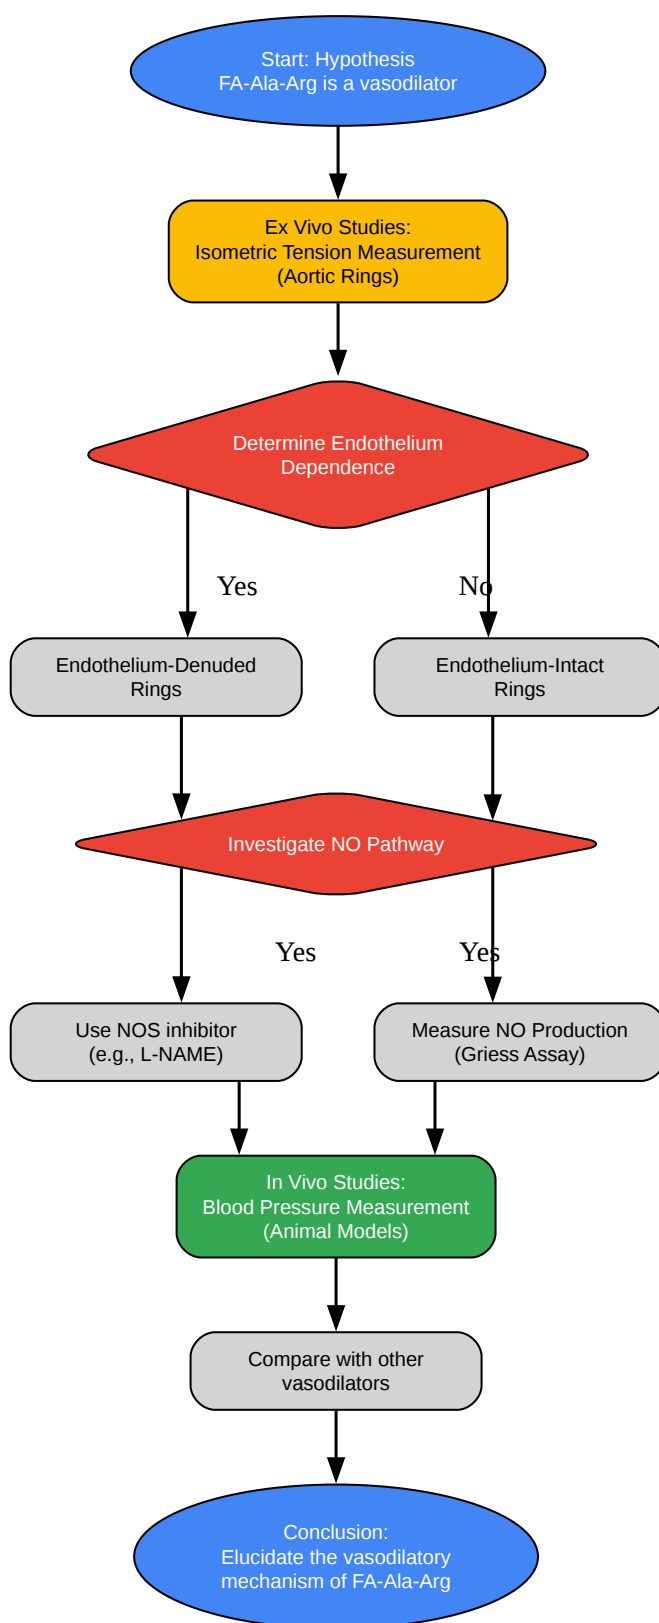 Start: Hypothesis
FA-Ala-Arg is a vasodilator
Ex Vivo Studies:
Isometric Tension Measurement
(Aortic Rings)
Determine Endothelium
Dependence
Yes
No
Endothelium-Denuded
Rings
Endothelium-Intact
Rings
Investigate NO Pathway
Yes
Yes
Use NOS inhibitor
(e.g., L-NAME)
Measure NO Production
(Griess Assay)
In Vivo Studies:
Blood Pressure Measurement
(Animal Models)
Compare with other
vasodilators
Conclusion:
Elucidate the vasodilatory
mechanism of FA-Ala-Arg